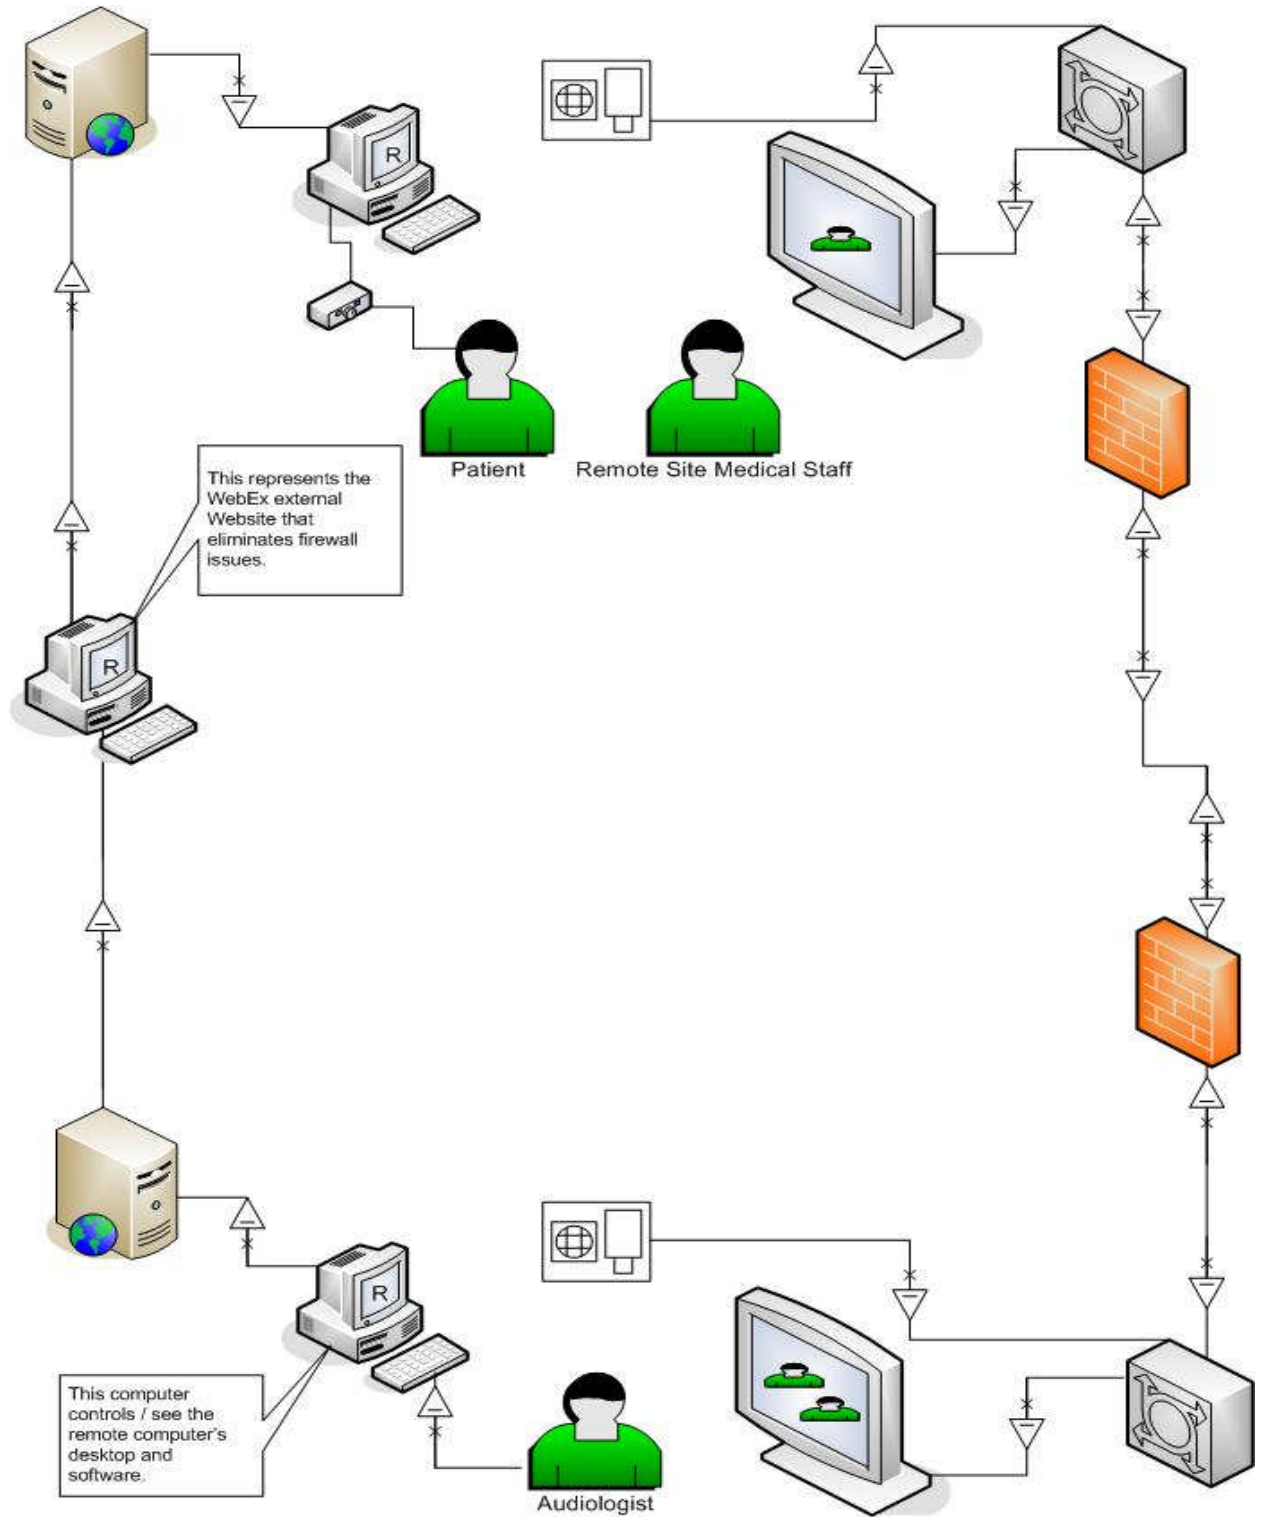 R
Patient
Remote Site Medical Staff
This represents the
WebEx external
Website that
eliminates firewall
issues.
R
R
This computer
controls / see the
remote computer's
desktop and
software.
Audiologist